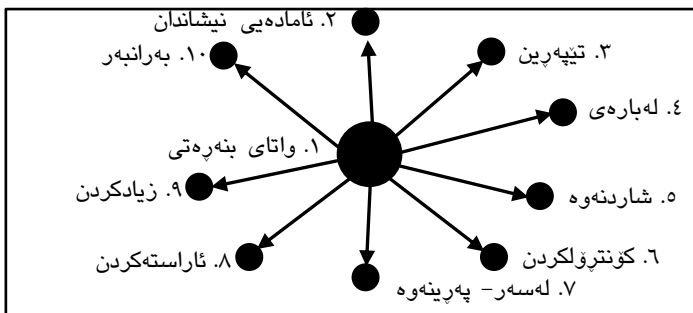 ١. واتای بنەڕەتی
٢. ئامادەیی نیشاندان
٣. تێپەڕین
٤. لەبارەی
٥. شاردنەوە
٦. کۆنترۆڵکردن
٧. لەسەر- پەڕینەوە
٨. ئاراستەکردن
٩. زیادکردن
١٠. بەرانبەر